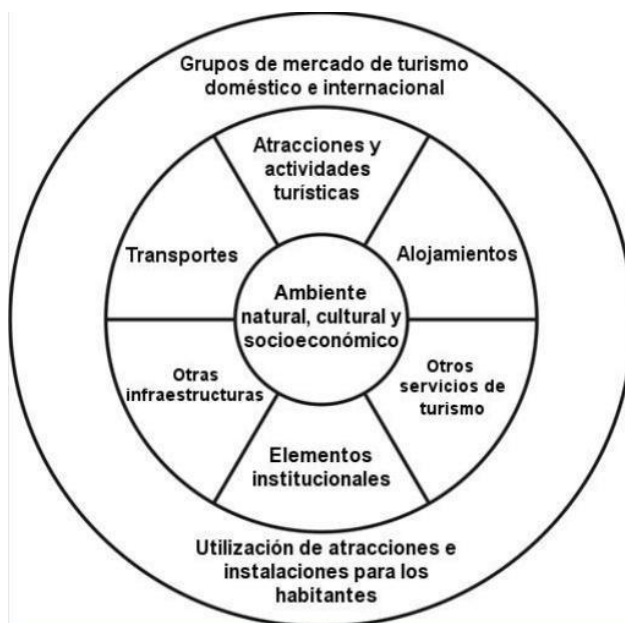 Grupos de mercado de turismo
doméstico e internacional
Atracciones y
actividades
turísticas
Transportes
Alojamientos
Ambiente
natural, cultural y
socioeconómico
Otras
infraestructuras
Otros
servicios de
turismo
Elementos
institucionales
Utilización de atracciones e
instalaciones para los
habitantes